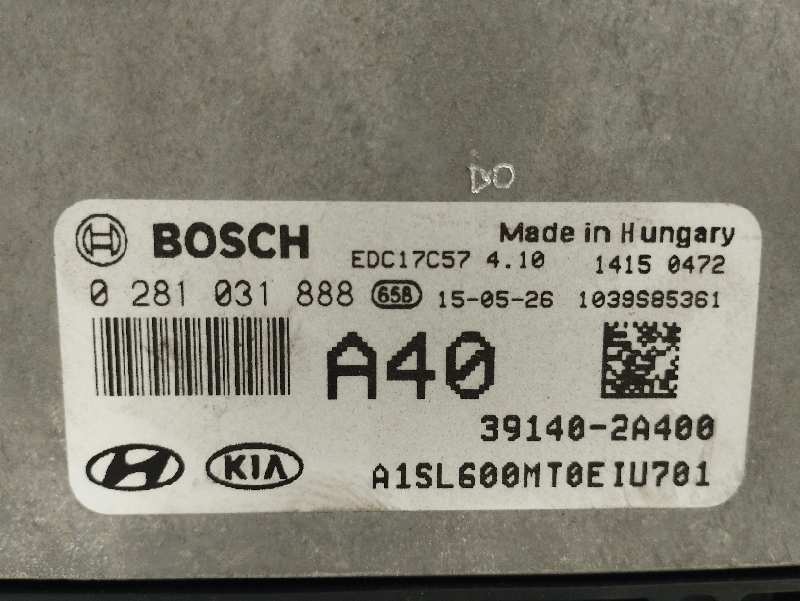 DO
BOSCH
Made in Hungary
EDC17C57 4.10 1415 0472
0 281 031 888 658 15-05-26 1039S85361
A40
39140-2A400
KIA A1SL600MT0EIU701